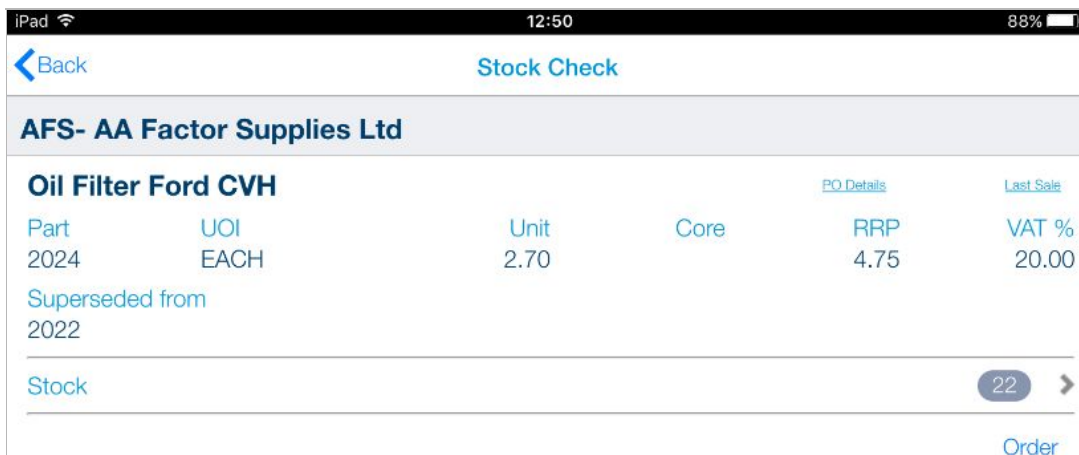 iPad 12:50 88%
Back Stock Check
AFS- AA Factor Supplies Ltd
Oil Filter Ford CVH PO Details Last Sale
Part UOI Unit Core RRP VAT %
2024 EACH 2.70 4.75 20.00
Superseded from
2022
Stock 22
Order